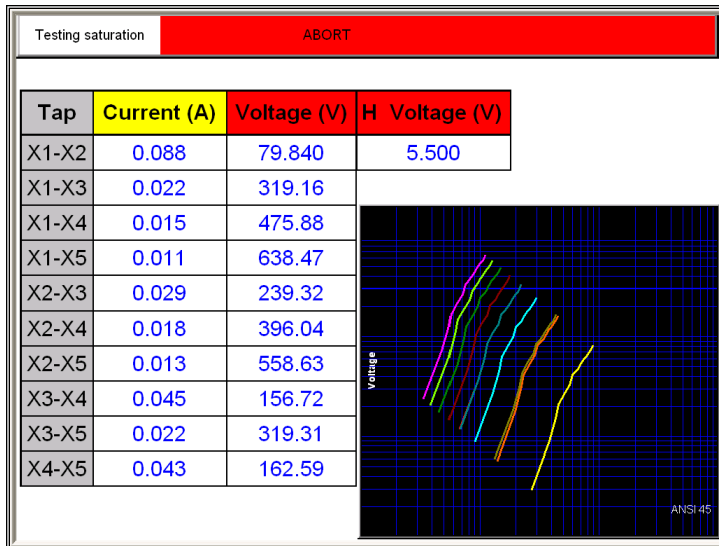 Testing saturation ABORT
Tap Current (A) Voltage (V) H Voltage (V)
X1-X2 0.088 79.840 5.500
X1-X3 0.022 319.16
X1-X4 0.015 475.88
X1-X5 0.011 638.47
X2-X3 0.029 239.32
X2-X4 0.018 396.04
X2-X5 0.013 558.63
X3-X4 0.045 156.72
X3-X5 0.022 319.31
X4-X5 0.043 162.59
Voltage
ANSI 45